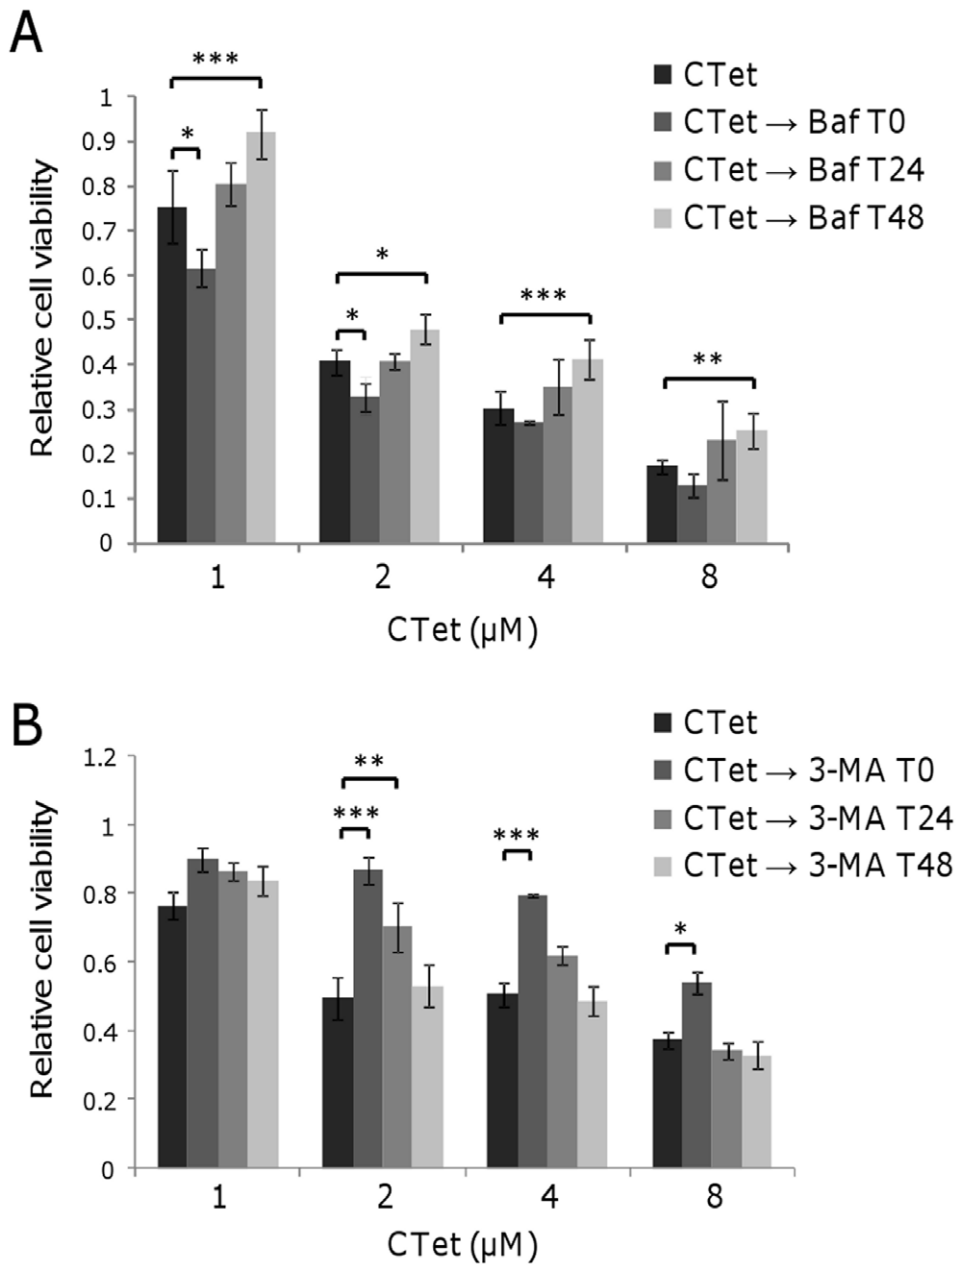 A
CTet
CTet → Baf T0
CTet → Baf T24
CTet → Baf T48
***
*
*
*
***
**
Relative cell viability
1
0.9
0.8
0.7
0.6
0.5
0.4
0.3
0.2
0.1
0
1 2 4 8
CTet (µM)
B
CTet
CTet → 3-MA T0
CTet → 3-MA T24
CTet → 3-MA T48
**
***
***
*
Relative cell viability
1.2
1
0.8
0.6
0.4
0.2
0
1 2 4 8
CTet (µM)